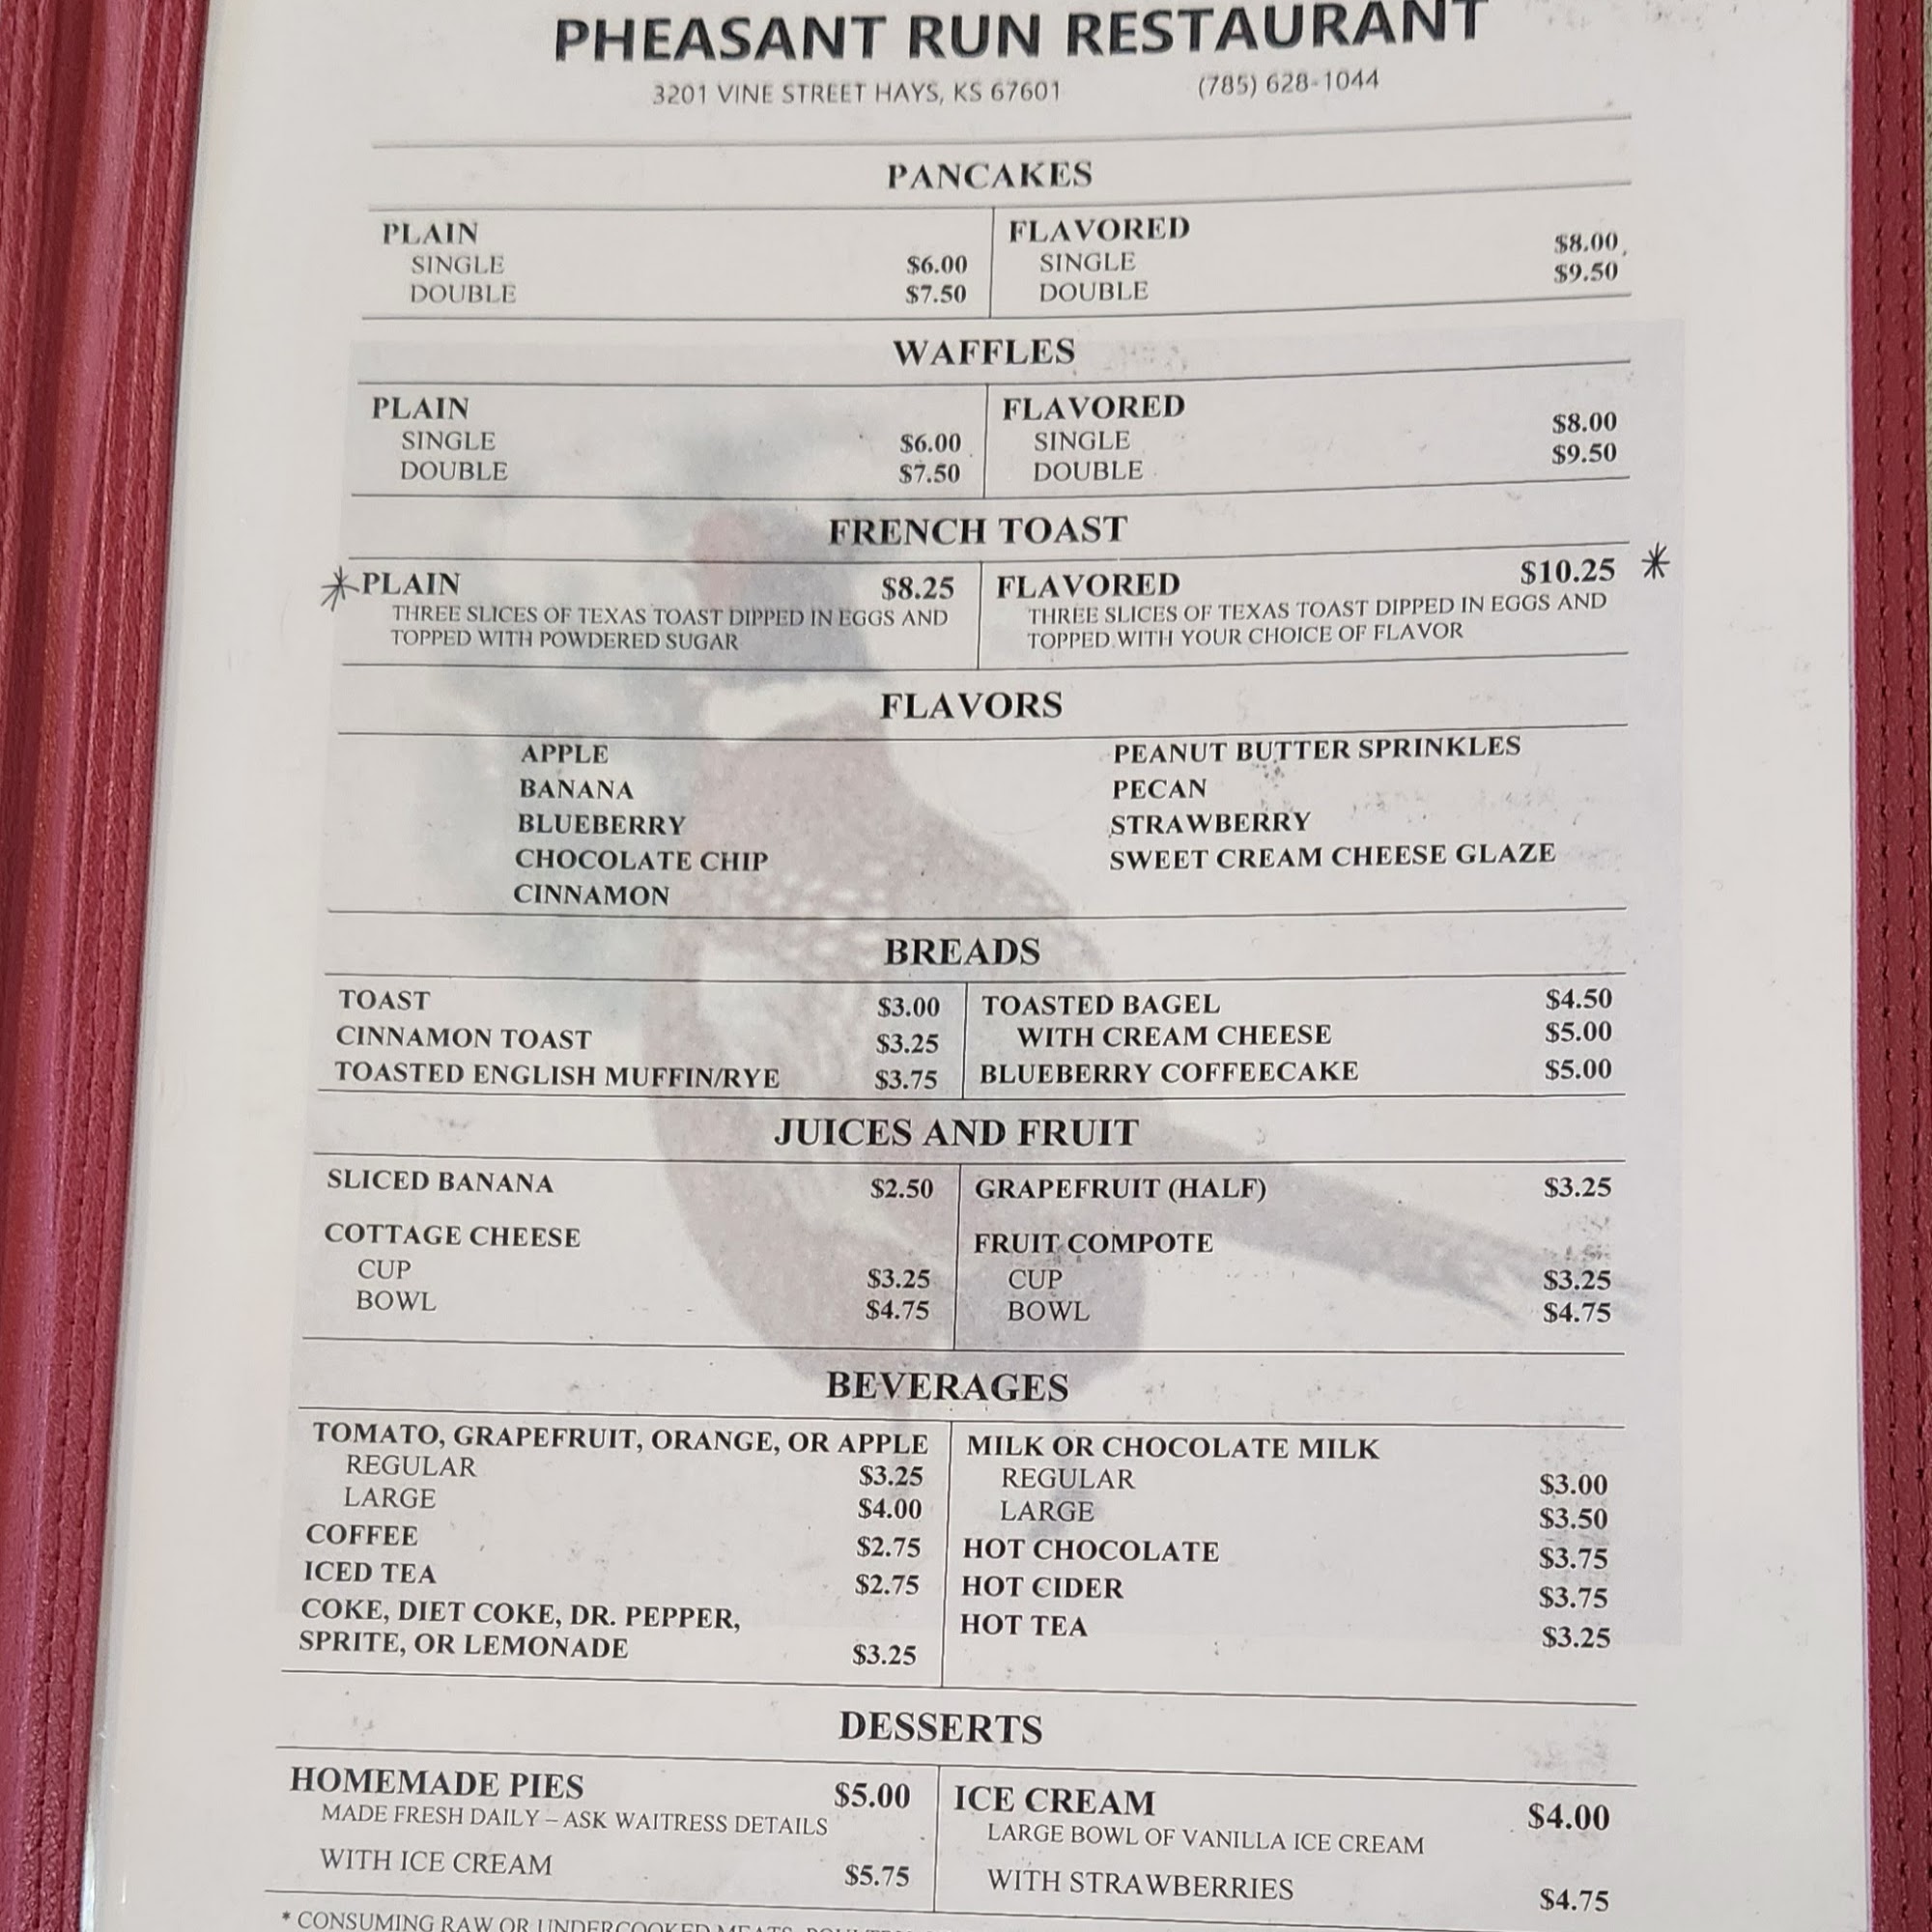 PHEASANT RUN RESTAURANT
3201 VINE STREET HAYS, KS 67601 (785) 628-1044
PANCAKES
PLAIN
SINGLE $6.00
DOUBLE $7.50
FLAVORED
SINGLE $8.00
DOUBLE $9.50
WAFFLES
PLAIN
SINGLE $6.00
DOUBLE $7.50
FLAVORED
SINGLE $8.00
DOUBLE $9.50
FRENCH TOAST
* PLAIN $8.25
THREE SLICES OF TEXAS TOAST DIPPED IN EGGS AND
TOPPED WITH POWDERED SUGAR
FLAVORED $10.25 *
THREE SLICES OF TEXAS TOAST DIPPED IN EGGS AND
TOPPED WITH YOUR CHOICE OF FLAVOR
FLAVORS
APPLE
BANANA
BLUEBERRY
CHOCOLATE CHIP
CINNAMON
PEANUT BUTTER SPRINKLES
PECAN
STRAWBERRY
SWEET CREAM CHEESE GLAZE
BREADS
TOAST $3.00
CINNAMON TOAST $3.25
TOASTED ENGLISH MUFFIN/RYE $3.75
TOASTED BAGEL $4.50
WITH CREAM CHEESE $5.00
BLUEBERRY COFFEECAKE $5.00
JUICES AND FRUIT
SLICED BANANA $2.50
COTTAGE CHEESE
CUP $3.25
BOWL $4.75
GRAPEFRUIT (HALF) $3.25
FRUIT COMPOTE
CUP $3.25
BOWL $4.75
BEVERAGES
TOMATO, GRAPEFRUIT, ORANGE, OR APPLE
REGULAR $3.25
LARGE $4.00
COFFEE $2.75
ICED TEA $2.75
COKE, DIET COKE, DR. PEPPER,
SPRITE, OR LEMONADE $3.25
MILK OR CHOCOLATE MILK
REGULAR $3.00
LARGE $3.50
HOT CHOCOLATE $3.75
HOT CIDER $3.75
HOT TEA $3.25
DESSERTS
HOMEMADE PIES $5.00
MADE FRESH DAILY – ASK WAITRESS DETAILS
WITH ICE CREAM $5.75
ICE CREAM $4.00
LARGE BOWL OF VANILLA ICE CREAM
WITH STRAWBERRIES $4.75
* CONSUMING RAW OR UNDERCOOKED MEATS,